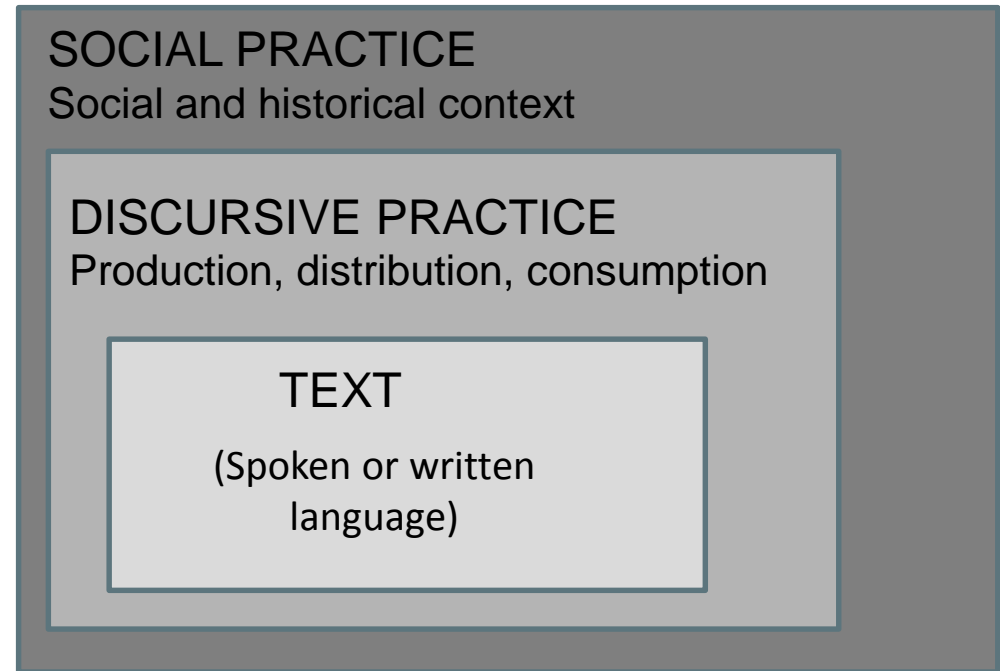 SOCIAL PRACTICE
Social and historical context
DISCURSIVE PRACTICE
Production, distribution, consumption
TEXT
(Spoken or written
language)